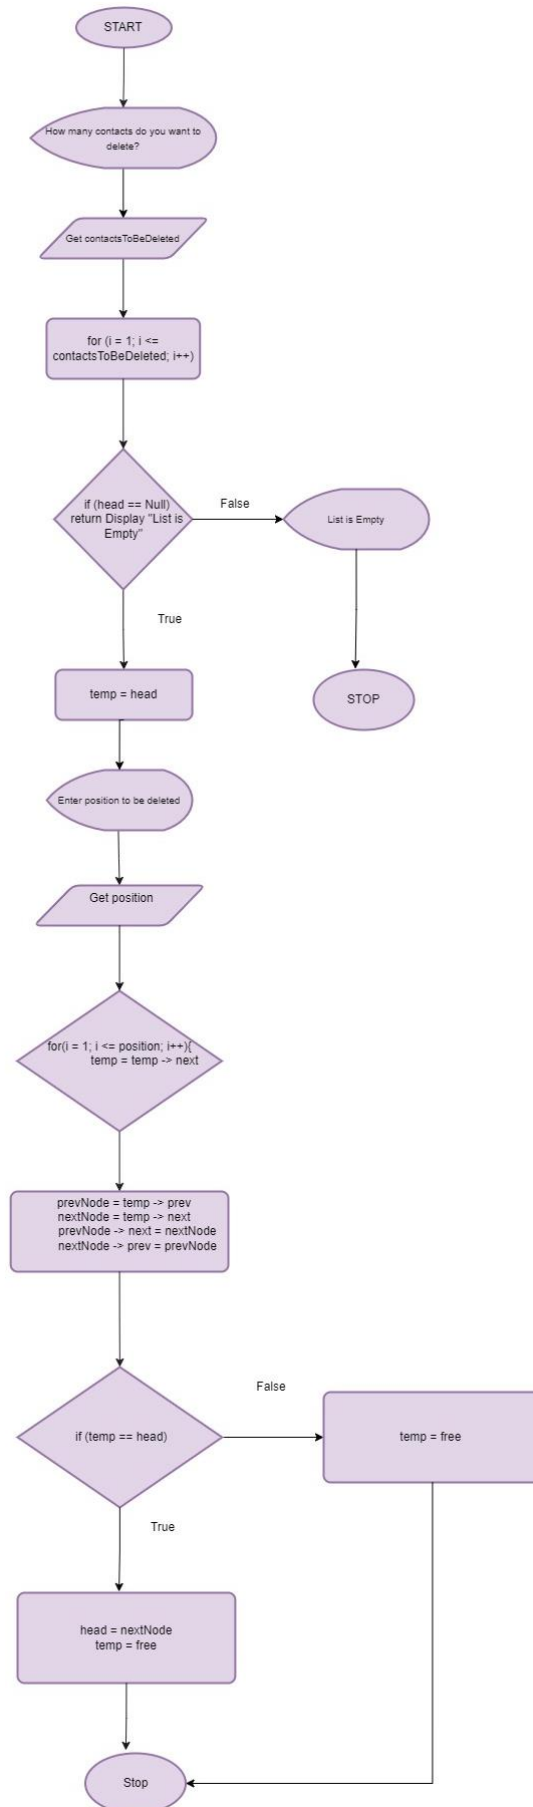 START
How many contacts do you want to
delete?
Get contactsToBeDeleted
for (i = 1; i <=
contactsToBeDeleted; i++)
if (head == Null)
return Display "List is
Empty"
False
List is Empty
True
STOP
temp = head
Enter position to be deleted
Get position
for(i = 1; i <= position; i++){
temp = temp -> next
prevNode = temp -> prev
nextNode = temp -> next
prevNode -> next = nextNode
nextNode -> prev = prevNode
if (temp == head)
False
temp = free
True
head = nextNode
temp = free
Stop